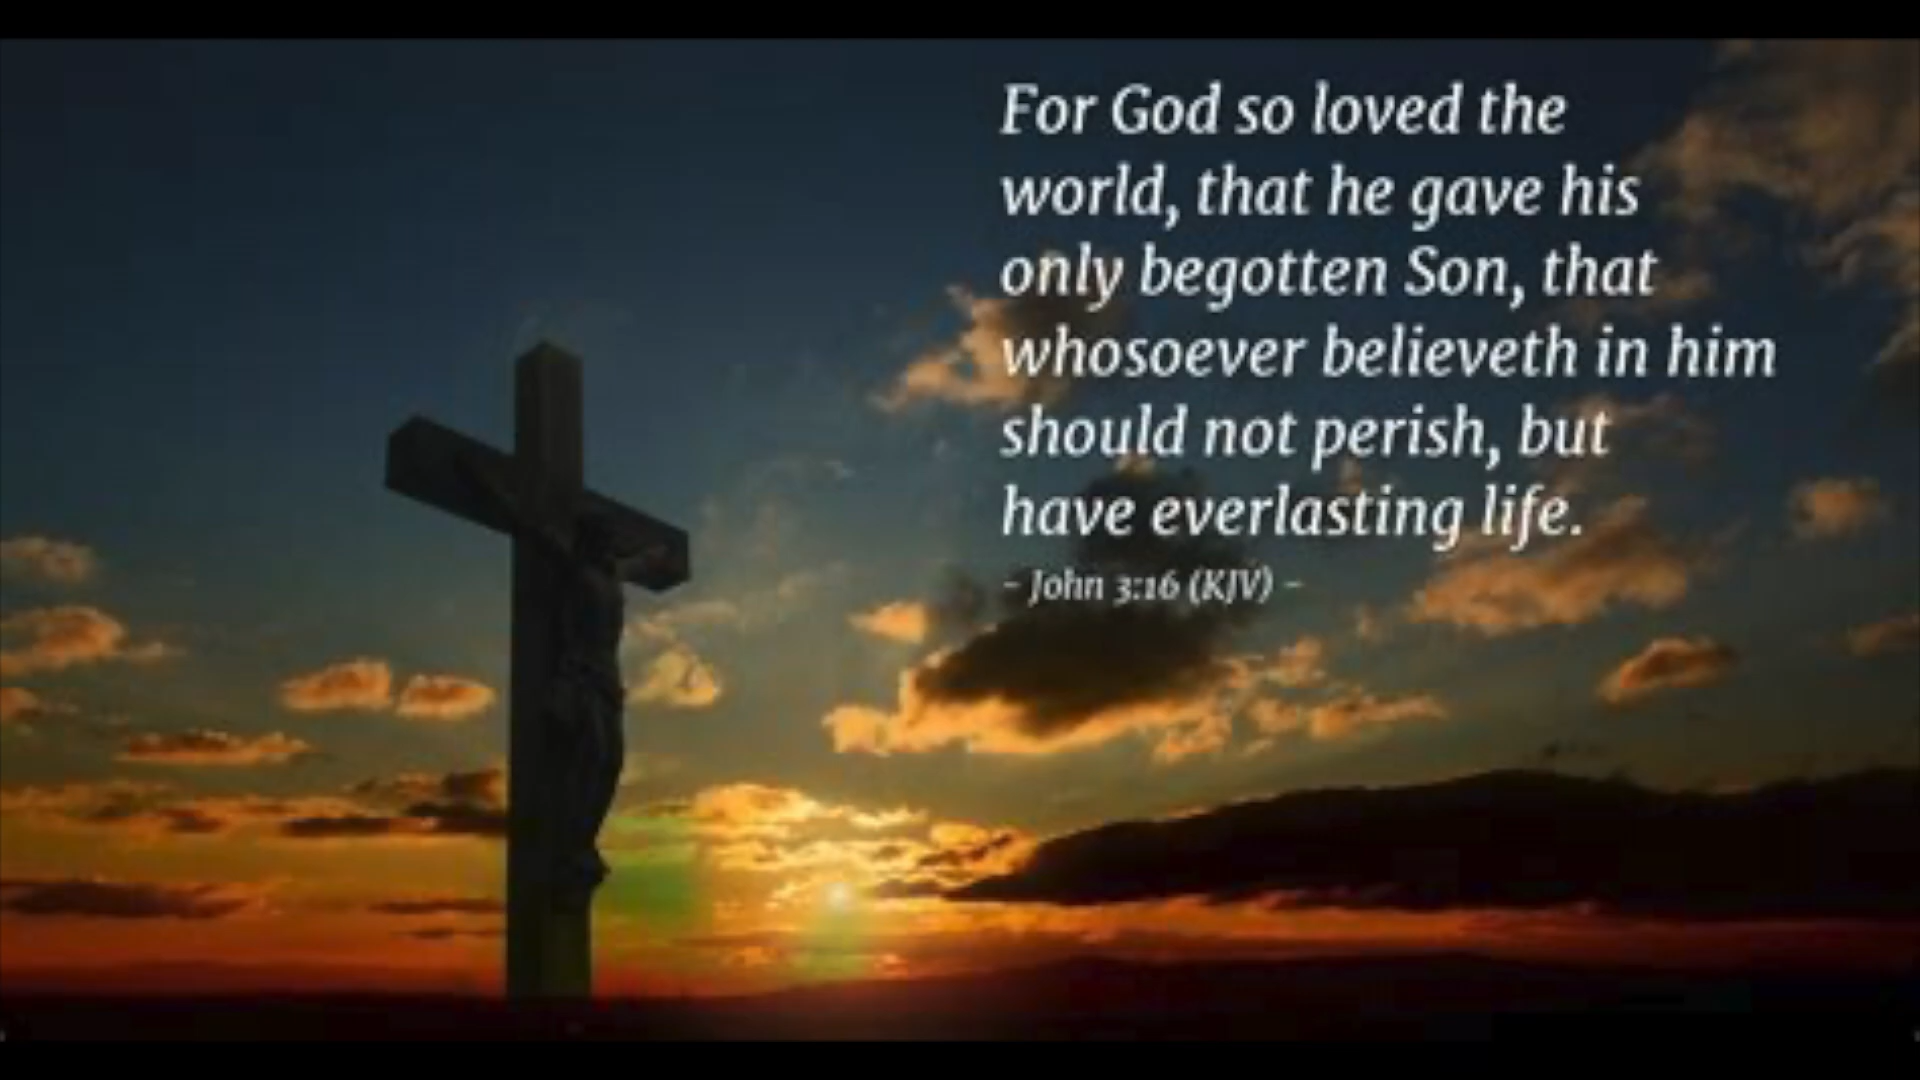 For God so loved the
world, that he gave his
only begotten Son, that
whosoever believeth in him
should not perish, but
have everlasting life.
~ John 3:16 (KJV) ~